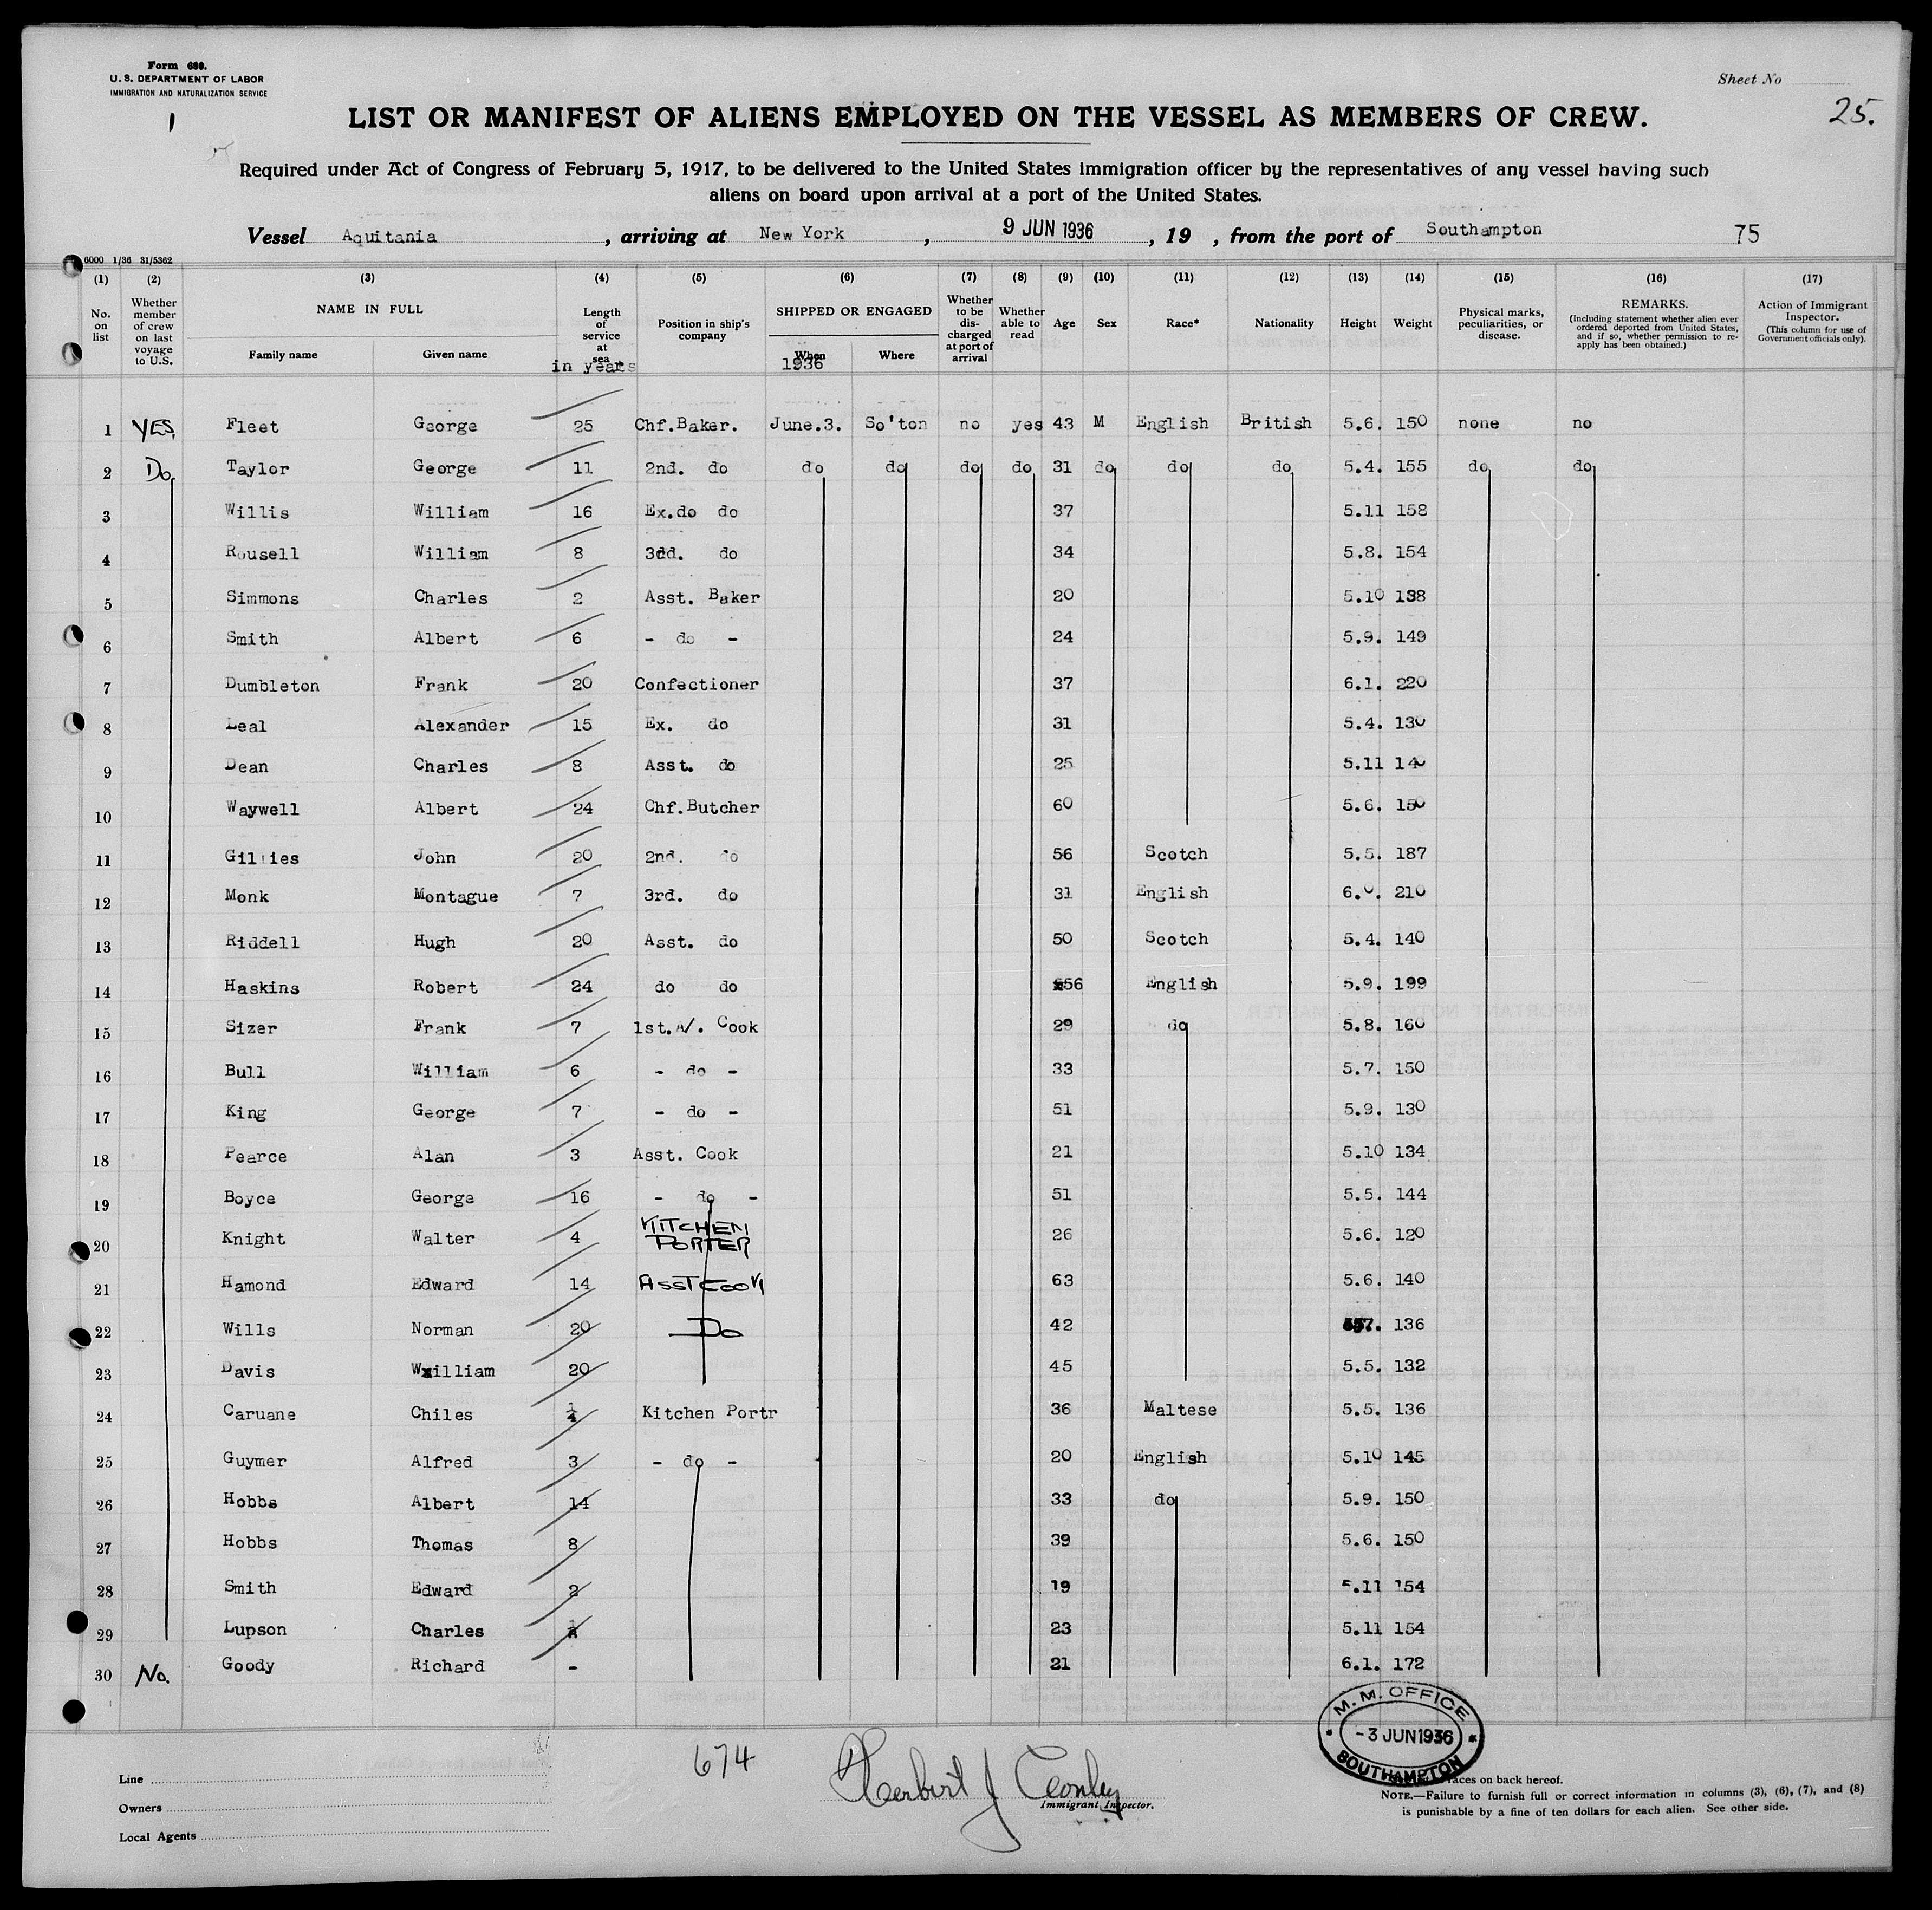 Form 689.
U. S. DEPARTMENT OF LABOR
IMMIGRATION AND NATURALIZATION SERVICE
Sheet No
1
25.
LIST OR MANIFEST OF ALIENS EMPLOYED ON THE VESSEL AS MEMBERS OF CREW.
Required under Act of Congress of February 5, 1917, to be delivered to the United States immigration officer by the representatives of any vessel having such
aliens on board upon arrival at a port of the United States.
Vessel Aquitania, arriving at New York, 9 JUN 1936, 19 , from the port of Southampton 75
6000 1/36 31/5362
(1) (2) (3) (4) (5) (6) (7) (8) (9) (10) (11) (12) (13) (14) (15) (16) (17)
No. on list
Whether member of crew on last voyage to U.S.
NAME IN FULL
Family name
Given name
Length of service at sea
in years
Position in ship's company
SHIPPED OR ENGAGED
When
1936
Where
Whether to be discharged at port of arrival
Whether able to read
Age
Sex
Race*
Nationality
Height
Weight
Physical marks, peculiarities, or disease.
REMARKS.
(Including statement whether alien ever ordered deported from United States, and if so, whether permission to re-apply has been obtained.)
Action of Immigrant Inspector.
(This column for use of Government officials only).
1 YES. Fleet George 25 Chf.Baker. June.3. So'ton no yes 43 M English British 5.6. 150 none no
2 Do Taylor George 11 2nd. do do do do do 31 do do do 5.4. 155 do do
3 Willis William 16 Ex.do do 37 5.11 158
4 Rousell William 8 3rd. do 34 5.8. 154
5 Simmons Charles 2 Asst. Baker 20 5.10 138
6 Smith Albert 6 - do - 24 5.9. 149
7 Dumbleton Frank 20 Confectioner 37 6.1. 220
8 Leal Alexander 15 Ex. do 31 5.4. 130
9 Dean Charles 8 Asst. do 25 5.11 140
10 Waywell Albert 24 Chf.Butcher 60 5.6. 150
11 Gillies John 20 2nd. do 56 Scotch 5.5. 187
12 Monk Montague 7 3rd. do 31 English 6.0. 210
13 Riddell Hugh 20 Asst. do 50 Scotch 5.4. 140
14 Haskins Robert 24 do do 56 English 5.9. 199
15 Sizer Frank 7 1st.A/. Cook 29 do 5.8. 160
16 Bull William 6 - do - 33 5.7. 150
17 King George 7 - do - 51 5.9. 130
18 Pearce Alan 3 Asst. Cook 21 5.10 134
19 Boyce George 16 - do - 51 5.5. 144
20 Knight Walter 4 KITCHEN PORTER 26 5.6. 120
21 Hamond Edward 14 ASST COOK 63 5.6. 140
22 Wills Norman 20 Do 42 136
23 Davis Wxilliam 20 45 5.5. 132
24 Caruane Chiles Kitchen Portr 36 Maltese 5.5. 136
25 Guymer Alfred 3 - do - 20 English 5.10 145
26 Hobbs Albert 14 33 do 5.9. 150
27 Hobbs Thomas 8 39 5.6. 150
28 Smith Edward 2 19 5.11 154
29 Lupson Charles 23 5.11 154
30 No. Goody Richard - 21 6.1. 172
M. M. OFFICE
- 3 JUN 1936
SOUTHAMPTON
674
Herbert J Conley
Immigrant Inspector.
Line
Owners
Local Agents
races on back hereof.
NOTE.—Failure to furnish full or correct information in columns (3), (6), (7), and (8)
is punishable by a fine of ten dollars for each alien. See other side.